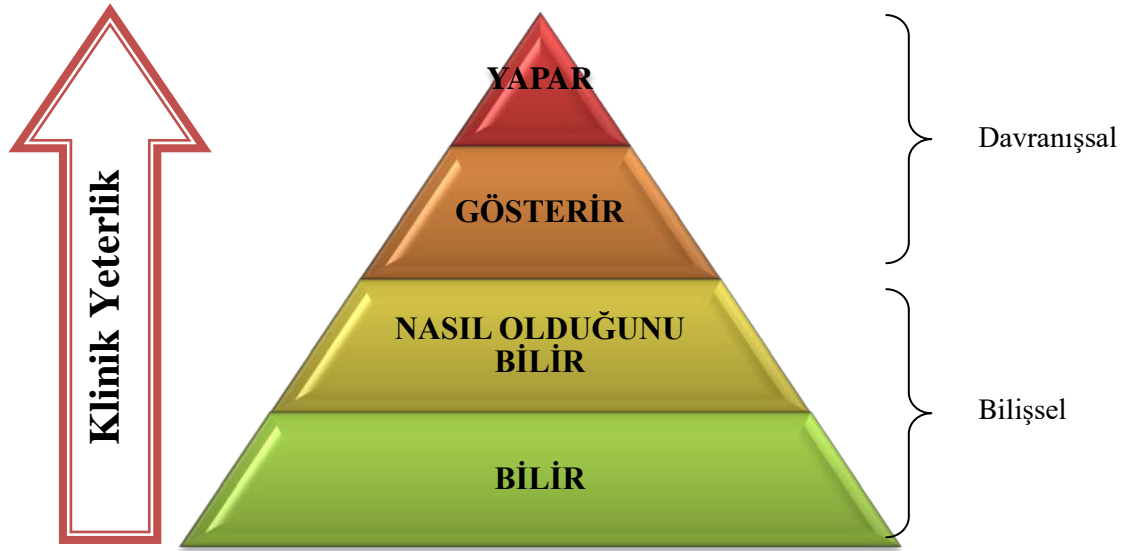 YAPAR
GÖSTERİR
Davranışsal
NASIL OLDUĞUNU
BİLİR
BİLİR
Bilişsel
Klinik Yeterlik